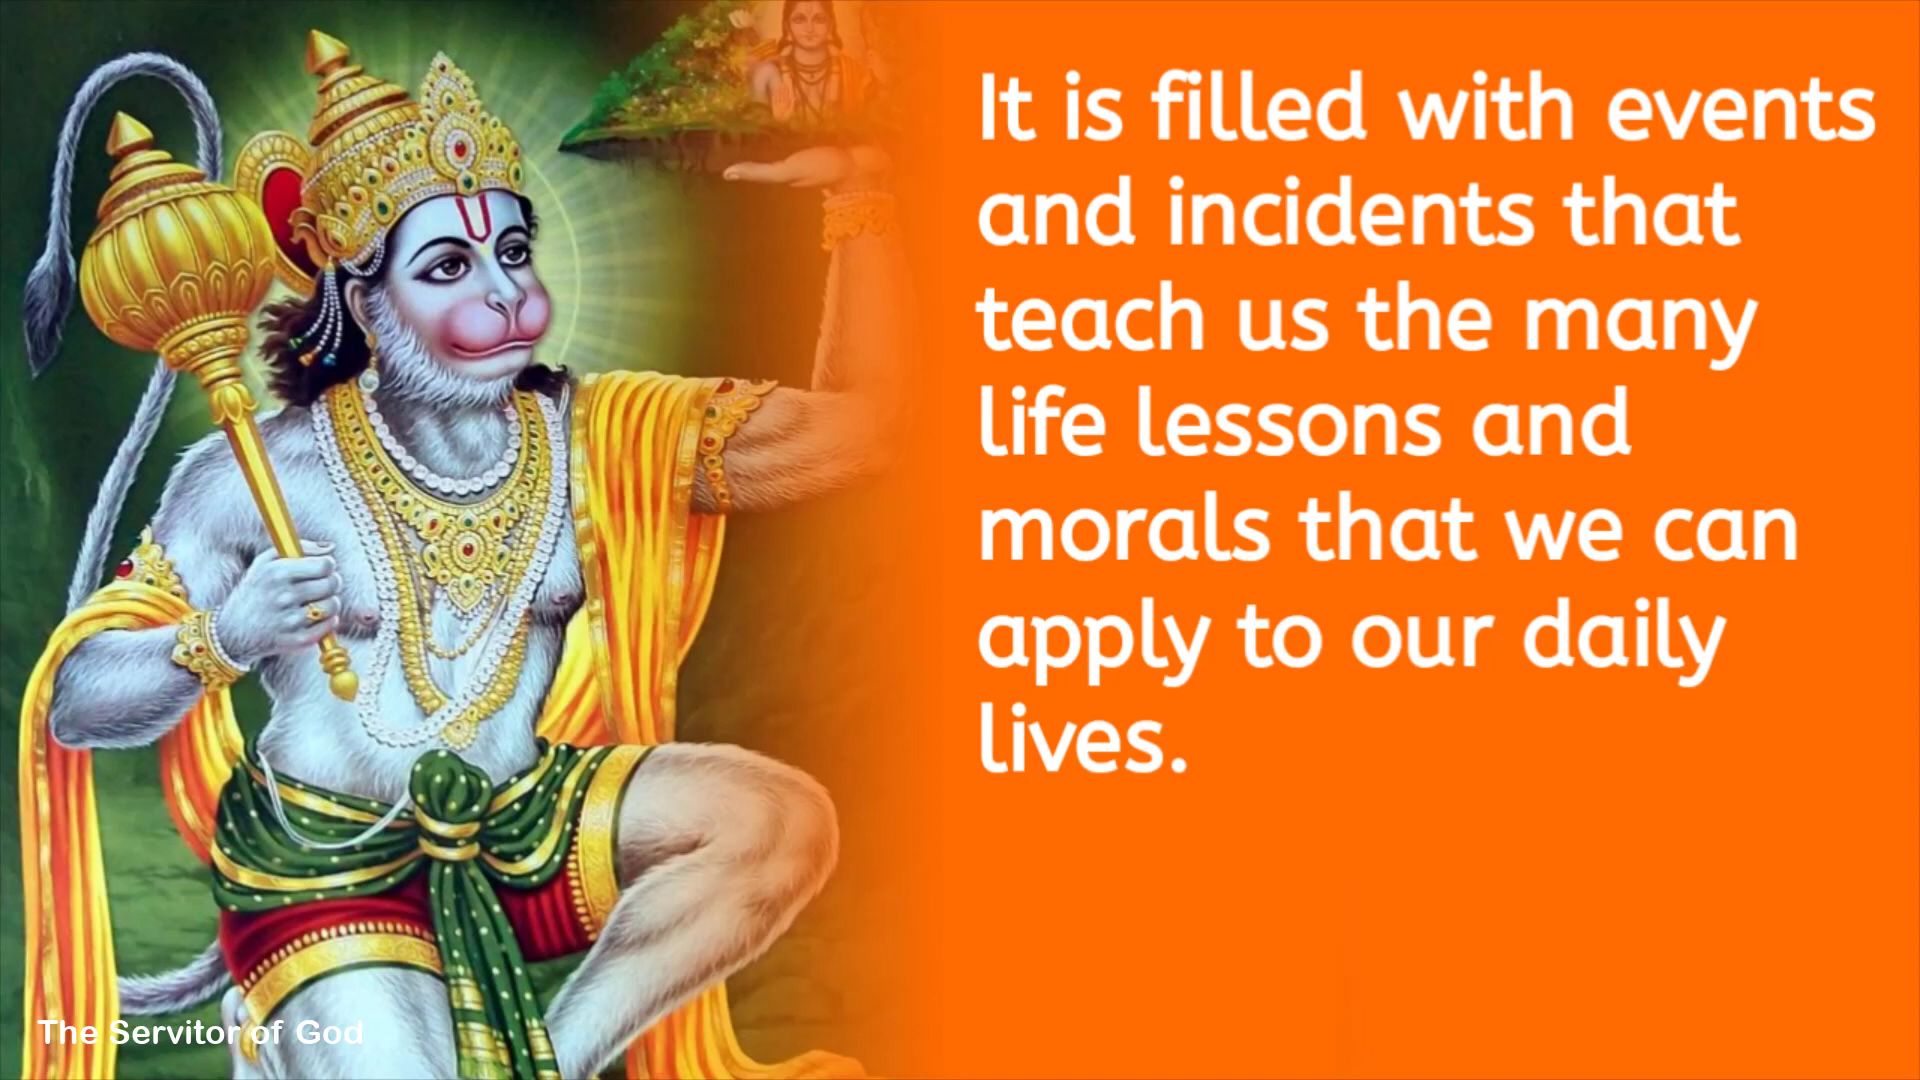 It is filled with events
and incidents that
teach us the many
life lessons and
morals that we can
apply to our daily
lives.
The Servitor of God